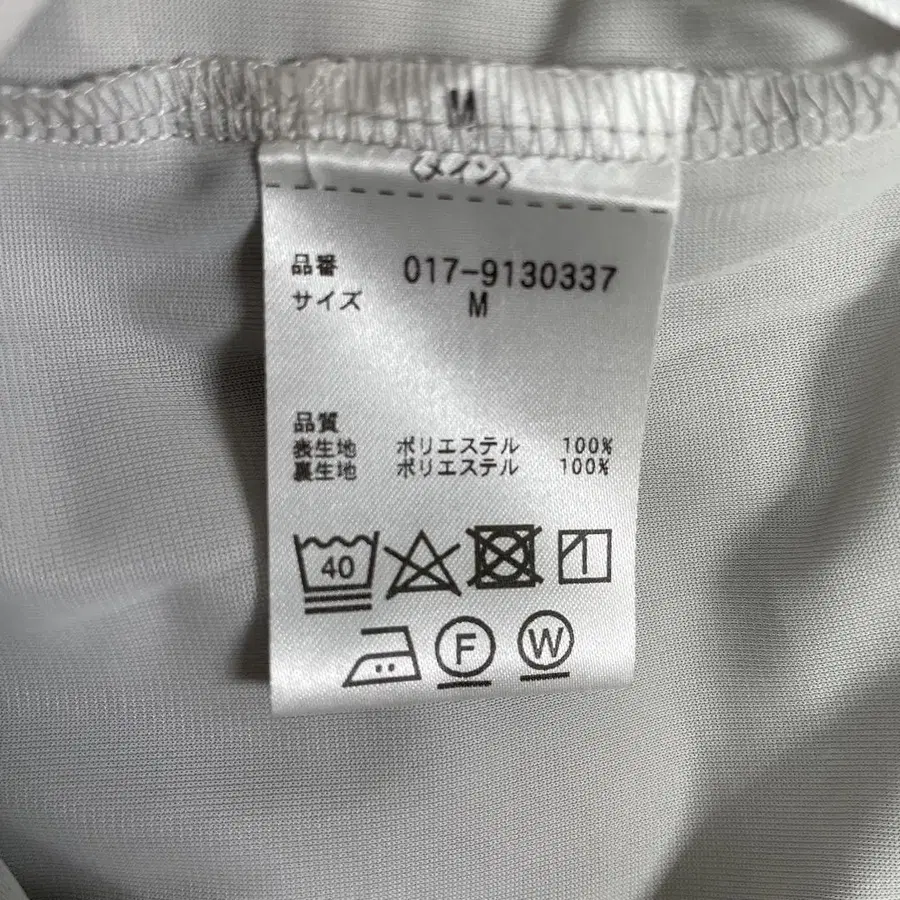 M
〈メイン〉
品番 017-9130337
サイズ M
品質
表生地 ポリエステル 100%
裏生地 ポリエステル 100%
40
F W